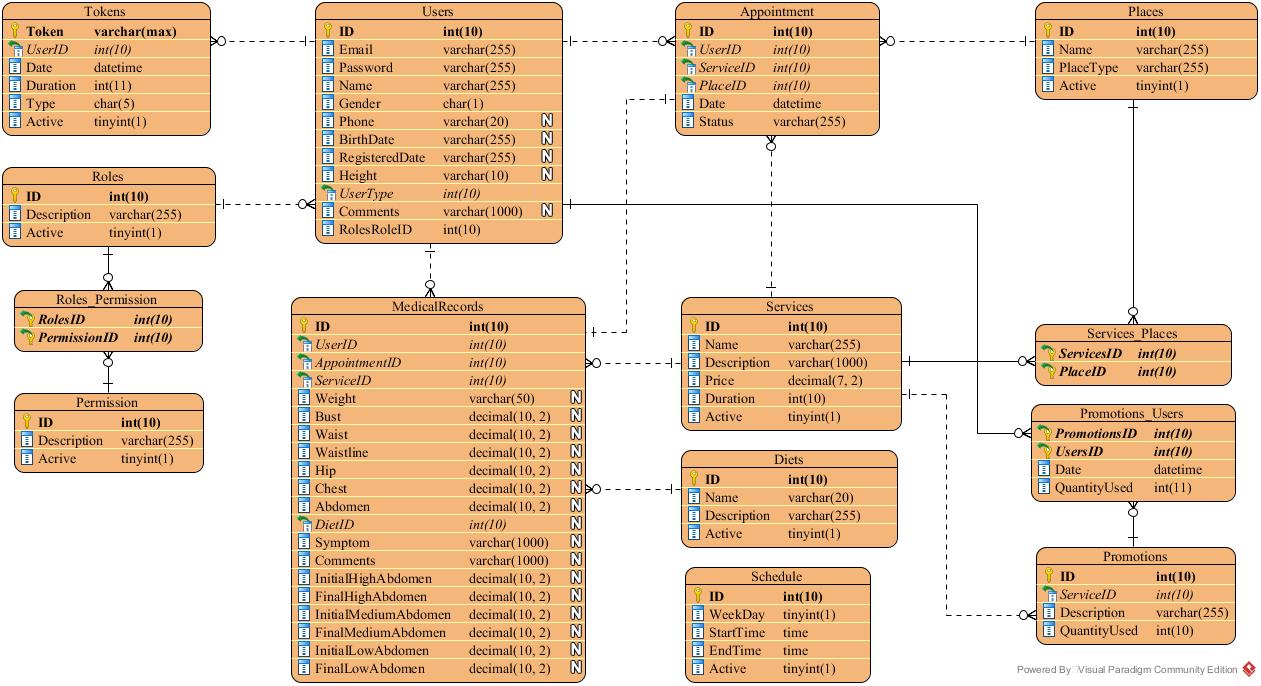 Tokens
Token varchar(max)
UserID int(10)
Date datetime
Duration int(11)
Type char(5)
Active tinyint(1)
Users
ID int(10)
Email varchar(255)
Password varchar(255)
Name varchar(255)
Gender char(1)
Phone varchar(20) N
BirthDate varchar(255) N
RegisteredDate varchar(255) N
Height varchar(10) N
UserType int(10)
Comments varchar(1000) N
RolesRoleID int(10)
Appointment
ID int(10)
UserID int(10)
ServiceID int(10)
PlaceID int(10)
Date datetime
Status varchar(255)
Places
ID int(10)
Name varchar(255)
PlaceType varchar(255)
Active tinyint(1)
Roles
ID int(10)
Description varchar(255)
Active tinyint(1)
Roles_Permission
RolesID int(10)
PermissionID int(10)
Permission
ID int(10)
Description varchar(255)
Acrive tinyint(1)
MedicalRecords
ID int(10)
UserID int(10)
AppointmentID int(10)
ServiceID int(10)
Weight varchar(50) N
Bust decimal(10, 2) N
Waist decimal(10, 2) N
Waistline decimal(10, 2) N
Hip decimal(10, 2) N
Chest decimal(10, 2) N
Abdomen decimal(10, 2) N
DietID int(10) N
Symptom varchar(1000) N
Comments varchar(1000) N
InitialHighAbdomen decimal(10, 2) N
FinalHighAbdomen decimal(10, 2) N
InitialMediumAbdomen decimal(10, 2) N
FinalMediumAbdomen decimal(10, 2) N
InitialLowAbdomen decimal(10, 2) N
FinalLowAbdomen decimal(10, 2) N
Services
ID int(10)
Name varchar(255)
Description varchar(1000)
Price decimal(7, 2)
Duration int(10)
Active tinyint(1)
Diets
ID int(10)
Name varchar(20)
Description varchar(255)
Active tinyint(1)
Schedule
ID int(10)
WeekDay tinyint(1)
StartTime time
EndTime time
Active tinyint(1)
Services_Places
ServicesID int(10)
PlaceID int(10)
Promotions_Users
PromotionsID int(10)
UsersID int(10)
Date datetime
QuantityUsed int(11)
Promotions
ID int(10)
ServiceID int(10)
Description varchar(255)
QuantityUsed int(10)
Powered By Visual Paradigm Community Edition